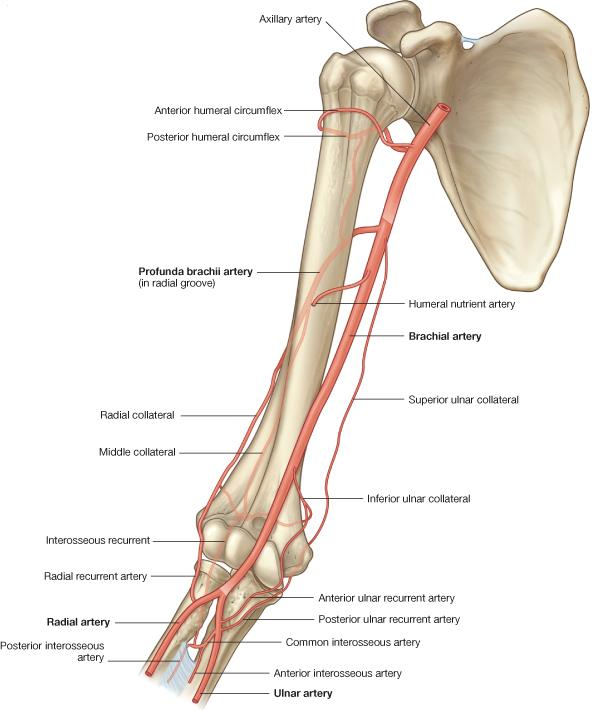 Axillary artery
Anterior humeral circumflex
Posterior humeral circumflex
Profunda brachii artery
(in radial groove)
Humeral nutrient artery
Brachial artery
Superior ulnar collateral
Radial collateral
Middle collateral
Inferior ulnar collateral
Interosseous recurrent
Radial recurrent artery
Anterior ulnar recurrent artery
Posterior ulnar recurrent artery
Radial artery
Common interosseous artery
Posterior interosseous
artery
Anterior interosseous artery
Ulnar artery